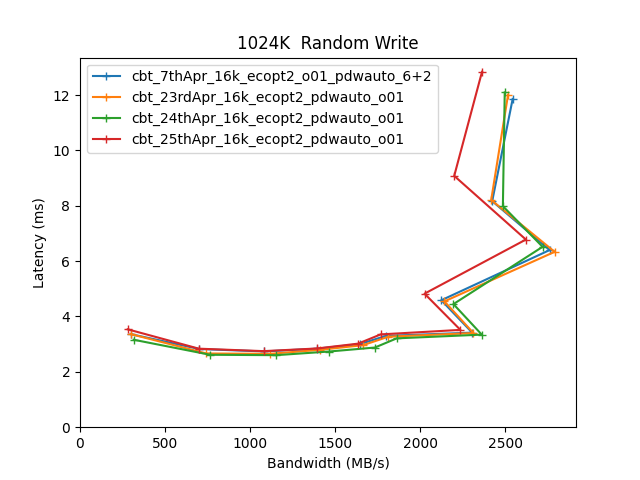 1024K  Random Write
cbt_7thApr_16k_ecopt2_o01_pdwauto_6+2
cbt_23rdApr_16k_ecopt2_pdwauto_o01
cbt_24thApr_16k_ecopt2_pdwauto_o01
cbt_25thApr_16k_ecopt2_pdwauto_o01
Latency (ms)
12
10
8
6
4
2
0
0 500 1000 1500 2000 2500
Bandwidth (MB/s)